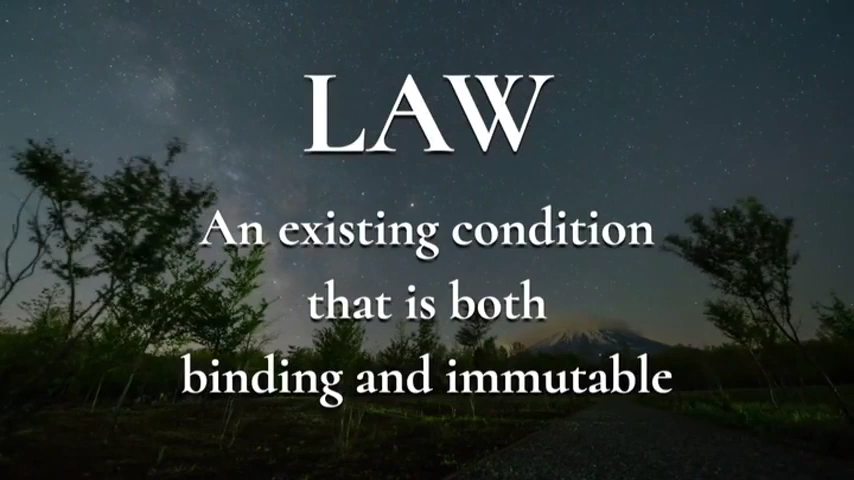 LAW
An existing condition
that is both
binding and immutable